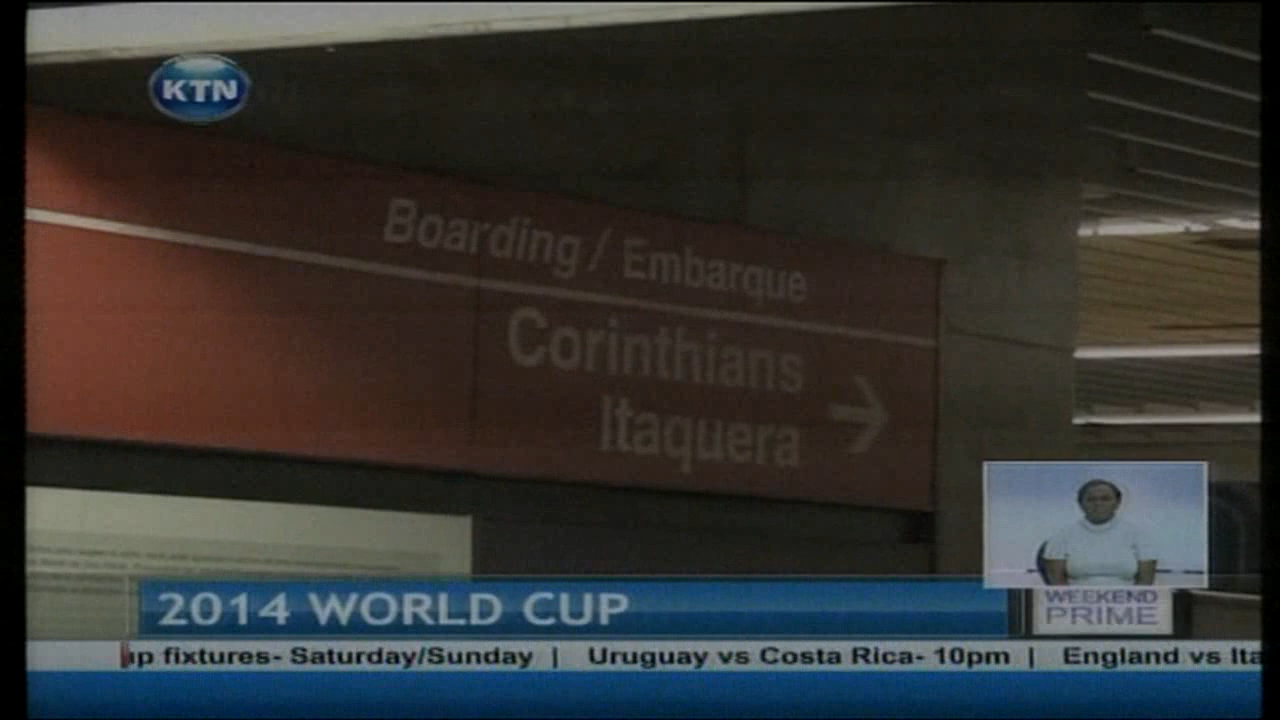 KTN
Boarding / Embarque
Corinthians
Itaquera
2014 WORLD CUP
WEEKEND
PRIME
fixtures- Saturday/Sunday | Uruguay vs Costa Rica- 10pm | England vs